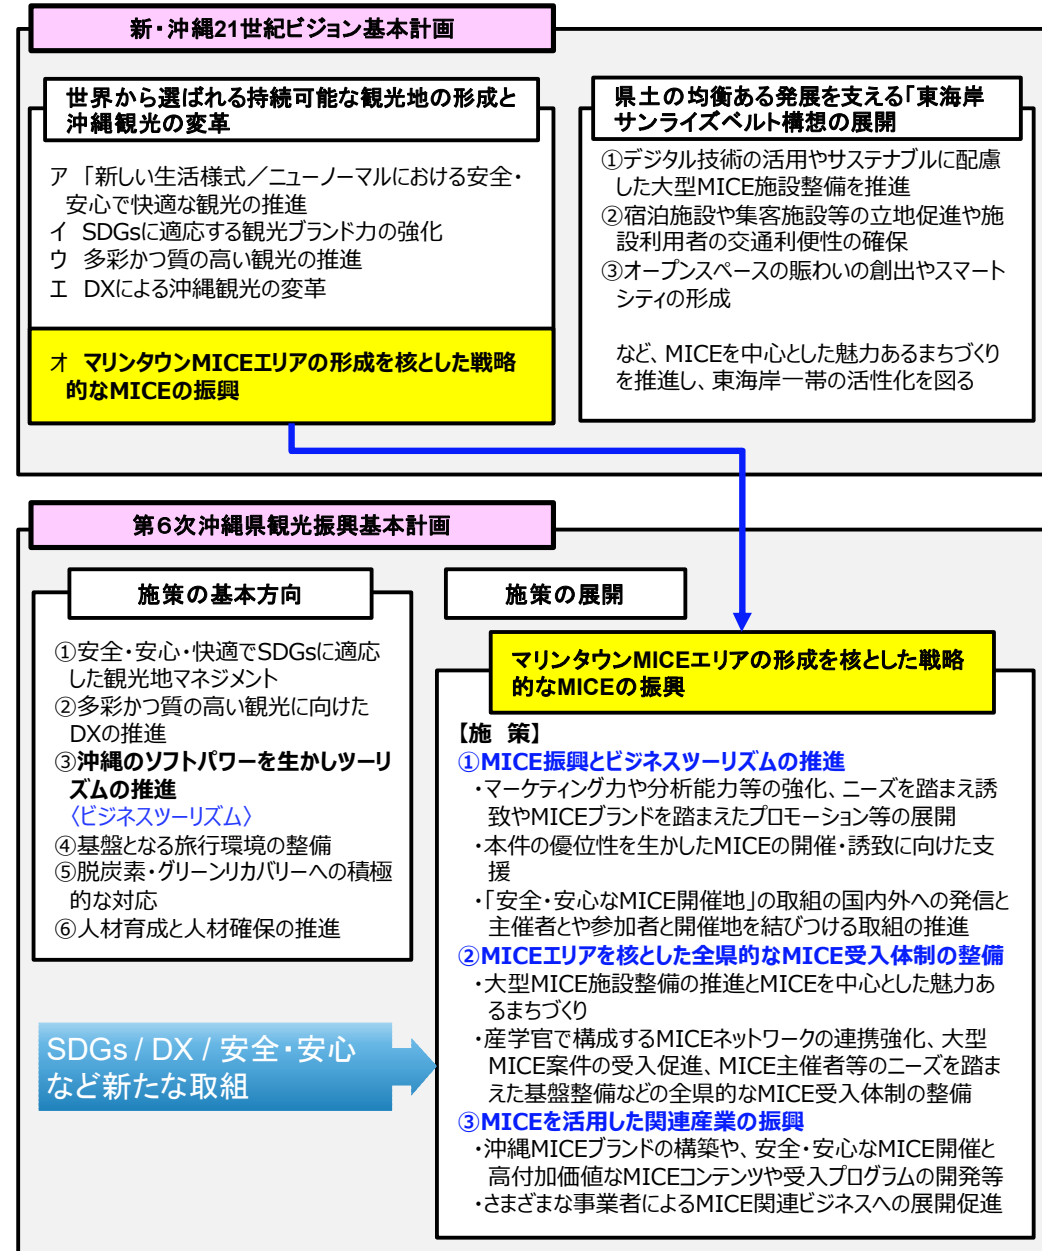 新・沖縄21世紀ビジョン基本計画
世界から選ばれる持続可能な観光地の形成と
沖縄観光の変革
ア 「新しい生活様式／ニューノーマルにおける安全・
安心で快適な観光の推進
イ SDGsに適応する観光ブランド力の強化
ウ 多彩かつ質の高い観光の推進
エ DXによる沖縄観光の変革
オ マリンタウンMICEエリアの形成を核とした戦略
的なMICEの振興
県土の均衡ある発展を支える「東海岸
サンライズベルト構想の展開
①デジタル技術の活用やサステナブルに配慮
した大型MICE施設整備を推進
②宿泊施設や集客施設等の立地促進や施
設利用者の交通利便性の確保
③オープンスペースの賑わいの創出やスマート
シティの形成
など、MICEを中心とした魅力あるまちづくり
を推進し、東海岸一帯の活性化を図る
第６次沖縄県観光振興基本計画
施策の基本方向
①安全・安心・快適でSDGsに適応
した観光地マネジメント
②多彩かつ質の高い観光に向けた
DXの推進
③沖縄のソフトパワーを生かしツーリ
ズムの推進
〈ビジネスツーリズム〉
④基盤となる旅行環境の整備
⑤脱炭素・グリーンリカバリーへの積極
的な対応
⑥人材育成と人材確保の推進
SDGs / DX / 安全・安心
など新たな取組
施策の展開
マリンタウンMICEエリアの形成を核とした戦略
的なMICEの振興
【施 策】
①MICE振興とビジネスツーリズムの推進
・マーケティング力や分析能力等の強化、ニーズを踏まえ誘
致やMICEブランドを踏まえたプロモーション等の展開
・本件の優位性を生かしたMICEの開催・誘致に向けた支
援
・「安全・安心なMICE開催地」の取組の国内外への発信と
主催者とや参加者と開催地を結びつける取組の推進
②MICEエリアを核とした全県的なMICE受入体制の整備
・大型MICE施設整備の推進とMICEを中心とした魅力あ
るまちづくり
・産学官で構成するMICEネットワークの連携強化、大型
MICE案件の受入促進、MICE主催者等のニーズを踏ま
えた基盤整備などの全県的なMICE受入体制の整備
③MICEを活用した関連産業の振興
・沖縄MICEブランドの構築や、安全・安心なMICE開催と
高付加価値なMICEコンテンツや受入プログラムの開発等
・さまざまな事業者によるMICE関連ビジネスへの展開促進